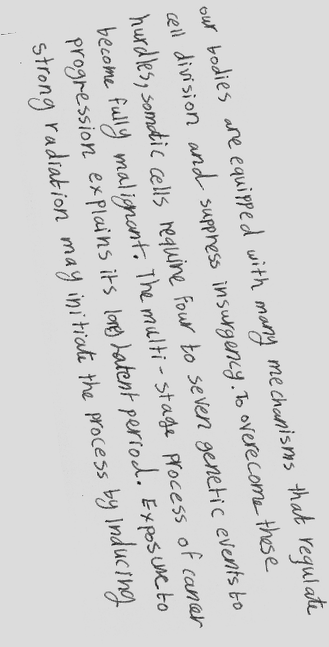 our bodies are equipped with many mechanisms that regulate
cell division and suppress insurgency. To overcome these
hurdles, somatic cells require four to seven genetic events to
become fully malignant. The multi-stage process of cancer
progression explains its long latent period. Exposure to
strong radiation may initiate the process by inducing